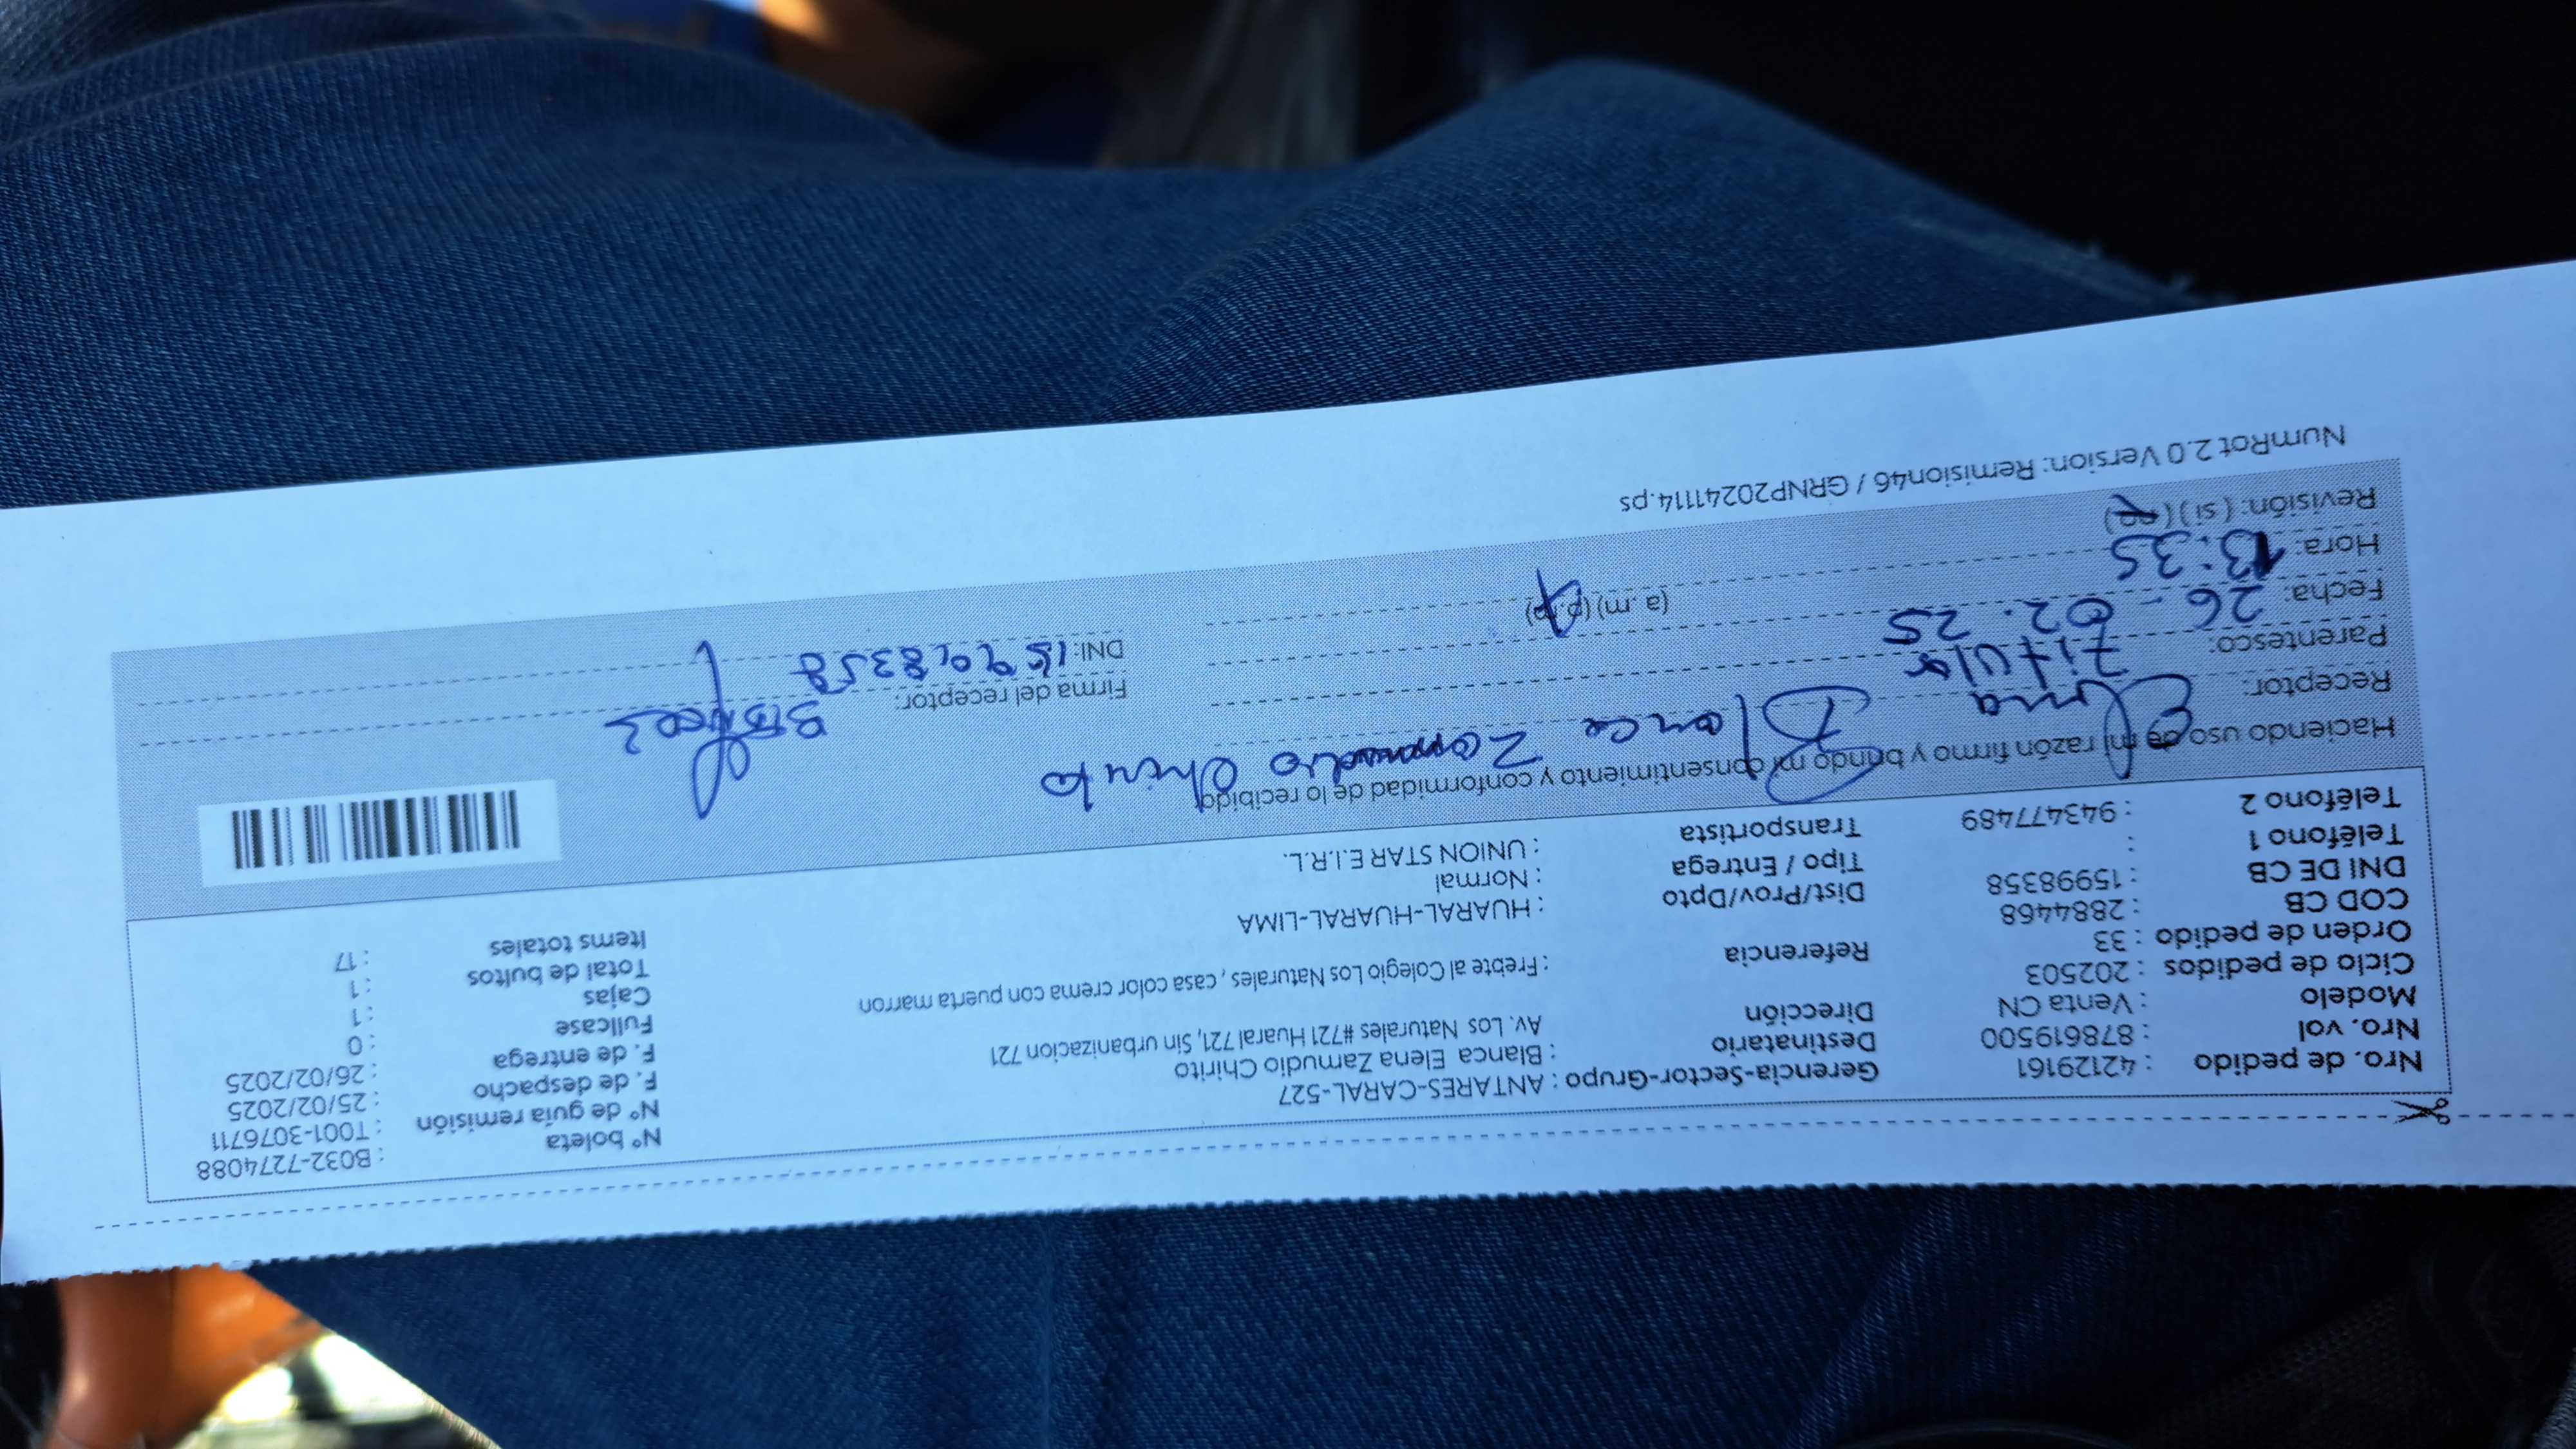 Nro. de pedido : 42129161 Gerencia-Sector-Grupo : ANTARES-CARAL-527 Nº boleta : B032-7274088
Nro. vol : 878619500 Destinatario : Blanca Elena Zamudio Chirito Nº de guía remisión : T001-3076711
Modelo : Venta CN Dirección Av. Los Naturales #721 Huaral 721, Sin urbanizacion 721 F. de despacho : 25/02/2025
Ciclo de pedidos : 202503 F. de entrega : 26/02/2025
Orden de pedido : 33 Referencia : Frebte al Colegio Los Naturales , casa color crema con puerta marron Fullcase : 0
COD CB : 2884468 Cajas : 1
DNI DE CB : 15998358 Dist/Prov/Dpto : HUARAL-HUARAL-LIMA Total de bultos : 1
Teléfono 1 : Tipo / Entrega : Normal Items totales : 17
Teléfono 2 : 943477489 Transportista : UNION STAR E.I.R.L.
Haciendo uso de mi razón firmo y brindo mi consentimiento y conformidad de lo recibido
Receptor: Blanca Zamudio Chirito
Parentesco: Titular
Firma del receptor:
Fecha: 26-02.25
DNI: 15998358
Hora: 13:35 (a.m) (p.m)
Revisión: (si) (no)
NumRot 2.0 Version: Remision46 / GRNP20241114.ps